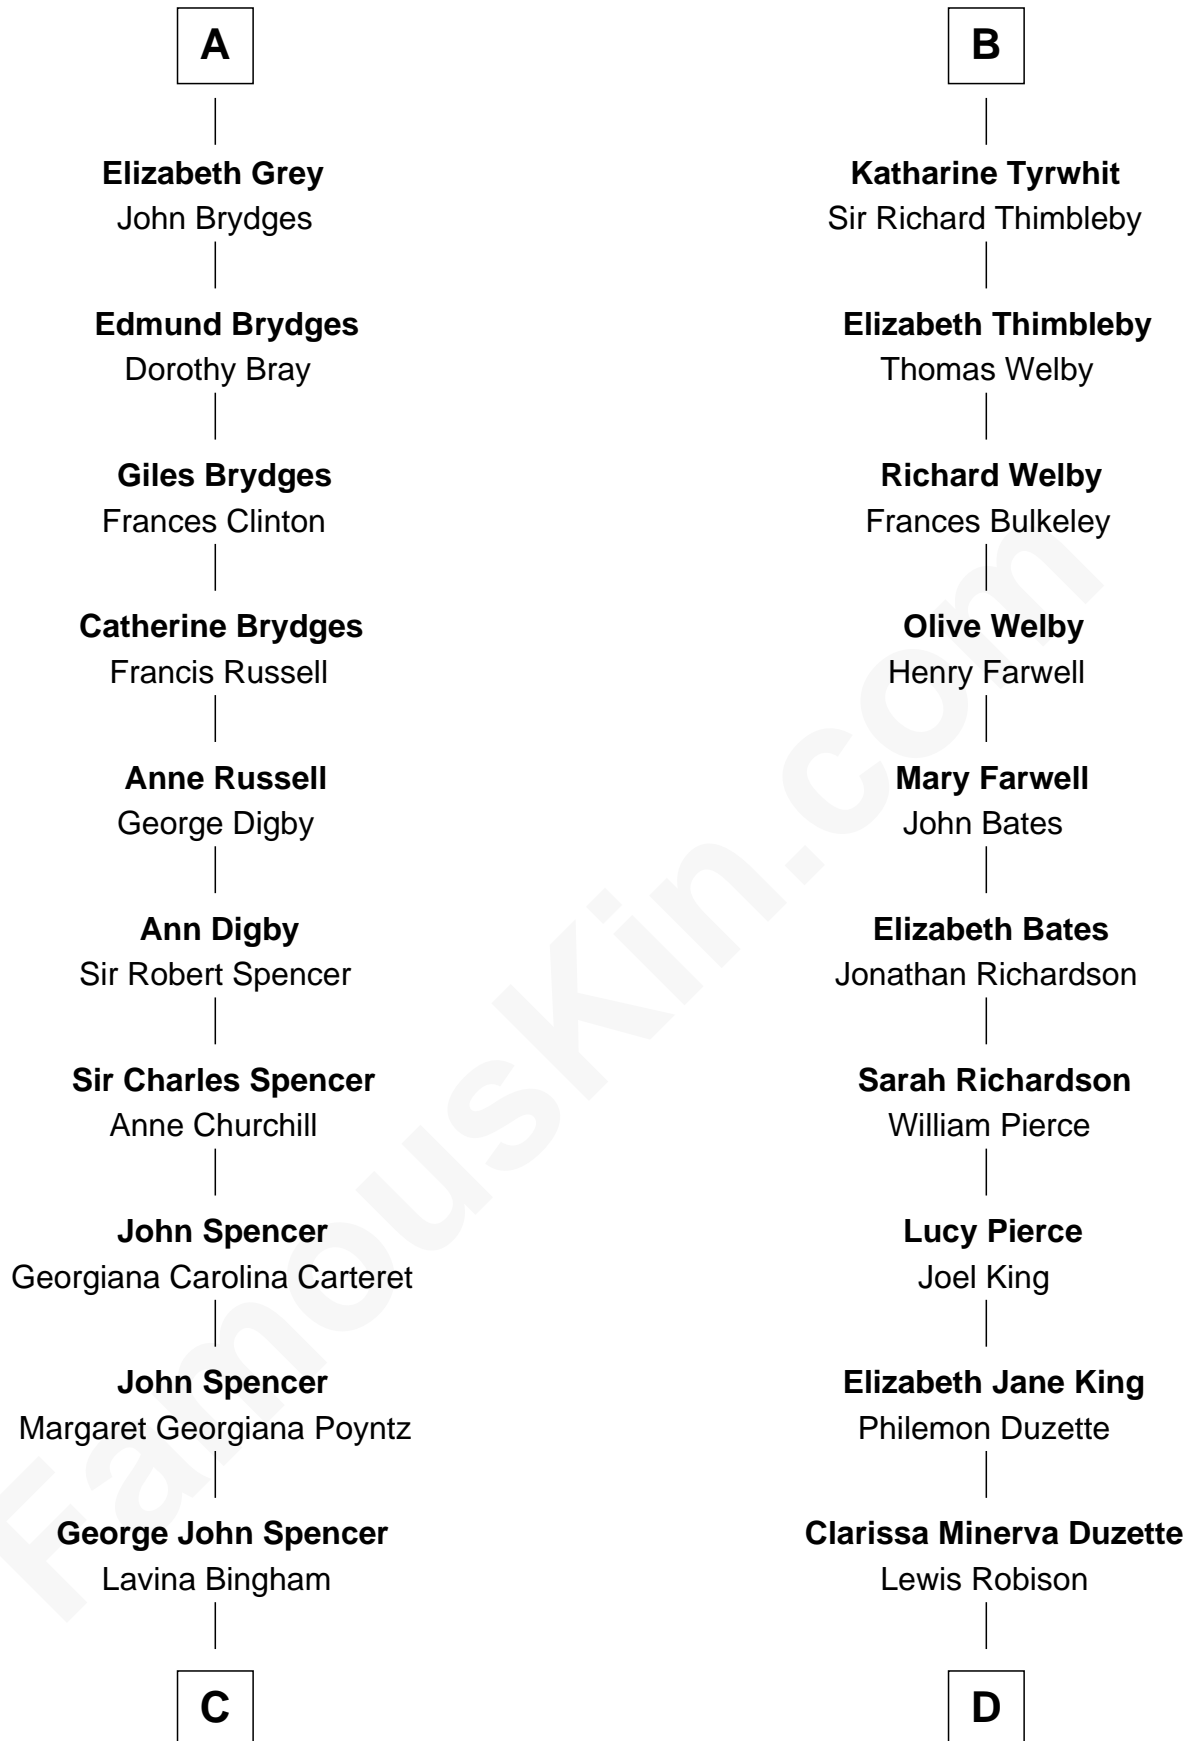 A
Elizabeth Grey
John Brydges
Edmund Brydges
Dorothy Bray
Giles Brydges
Frances Clinton
Catherine Brydges
Francis Russell
Anne Russell
George Digby
Ann Digby
Sir Robert Spencer
Sir Charles Spencer
Anne Churchill
John Spencer
Georgiana Carolina Carteret
John Spencer
Margaret Georgiana Poyntz
George John Spencer
Lavina Bingham
C
B
Katharine Tyrwhit
Sir Richard Thimbleby
Elizabeth Thimbleby
Thomas Welby
Richard Welby
Frances Bulkeley
Olive Welby
Henry Farwell
Mary Farwell
John Bates
Elizabeth Bates
Jonathan Richardson
Sarah Richardson
William Pierce
Lucy Pierce
Joel King
Elizabeth Jane King
Philemon Duzette
Clarissa Minerva Duzette
Lewis Robison
D
FamousKin.com